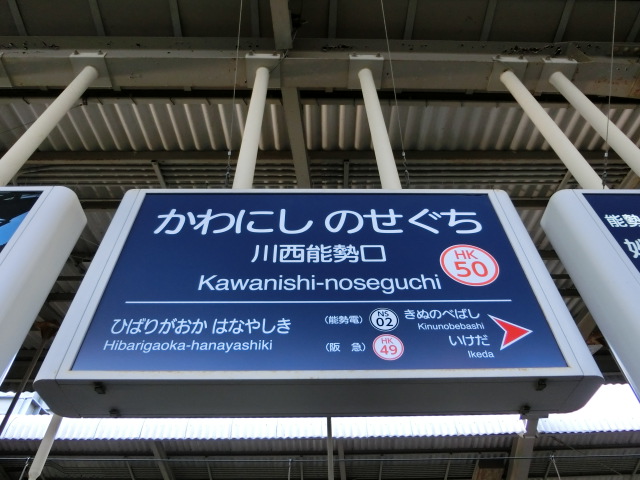 かわにし のせぐち
川西能勢口
Kawanishi-noseguchi
HK
50
ひばりがおか はなやしき
Hibarigaoka-hanayashiki
(能勢電) NS 02 きぬのべばし
Kinunobebashi
(阪急) HK 49 いけだ
Ikeda
能勢